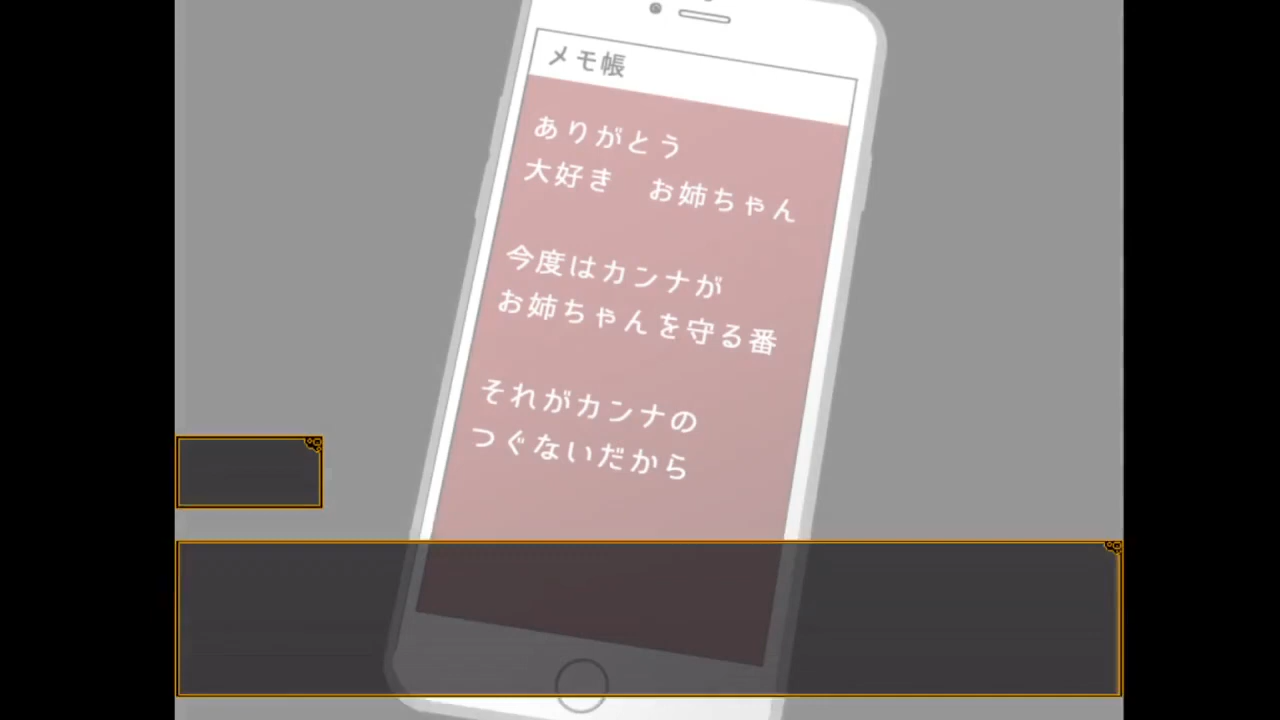 メモ帳
ありがとう
大好き　お姉ちゃん
今度はカンナが
お姉ちゃんを守る番
それがカンナの
つぐないだから